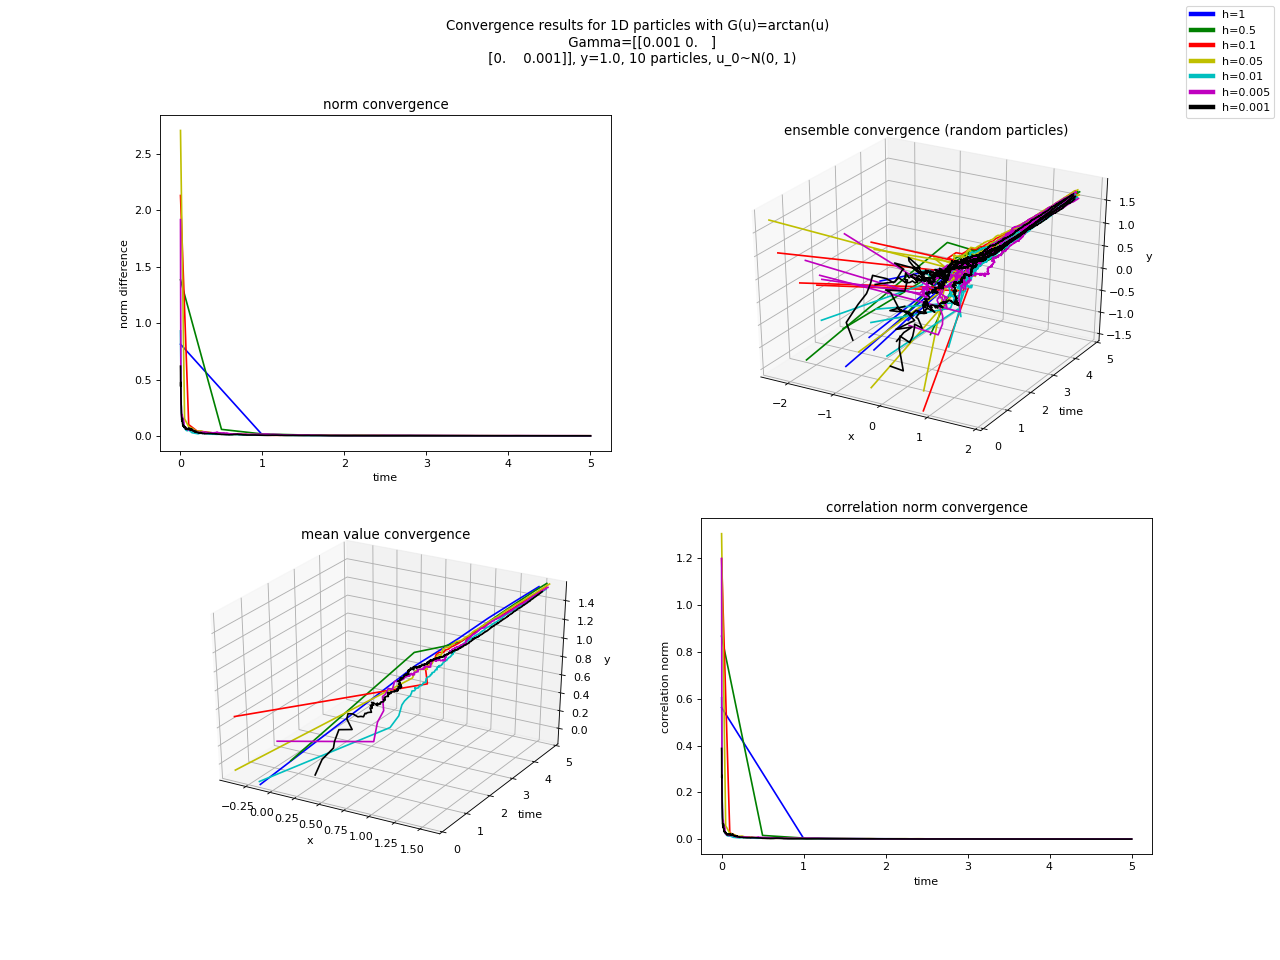 Convergence results for 1D particles with G(u)=arctan(u)
Gamma=[[0.001 0.   ]
[0.    0.001]], y=1.0, 10 particles, u_0~N(0, 1)
h=1
h=0.5
h=0.1
h=0.05
h=0.01
h=0.005
h=0.001
norm convergence
norm difference
2.5
2.0
1.5
1.0
0.5
0.0
0 1 2 3 4 5
time
ensemble convergence (random particles)
1.5
1.0
0.5
0.0
−0.5
−1.0
−1.5
y
−2 −1 0 1 2
x
0 1 2 3 4 5
time
mean value convergence
1.4
1.2
1.0
0.8
0.6
0.4
0.2
0.0
y
−0.25 0.00 0.25 0.50 0.75 1.00 1.25 1.50
x
0 1 2 3 4 5
time
correlation norm convergence
correlation norm
1.2
1.0
0.8
0.6
0.4
0.2
0.0
0 1 2 3 4 5
time